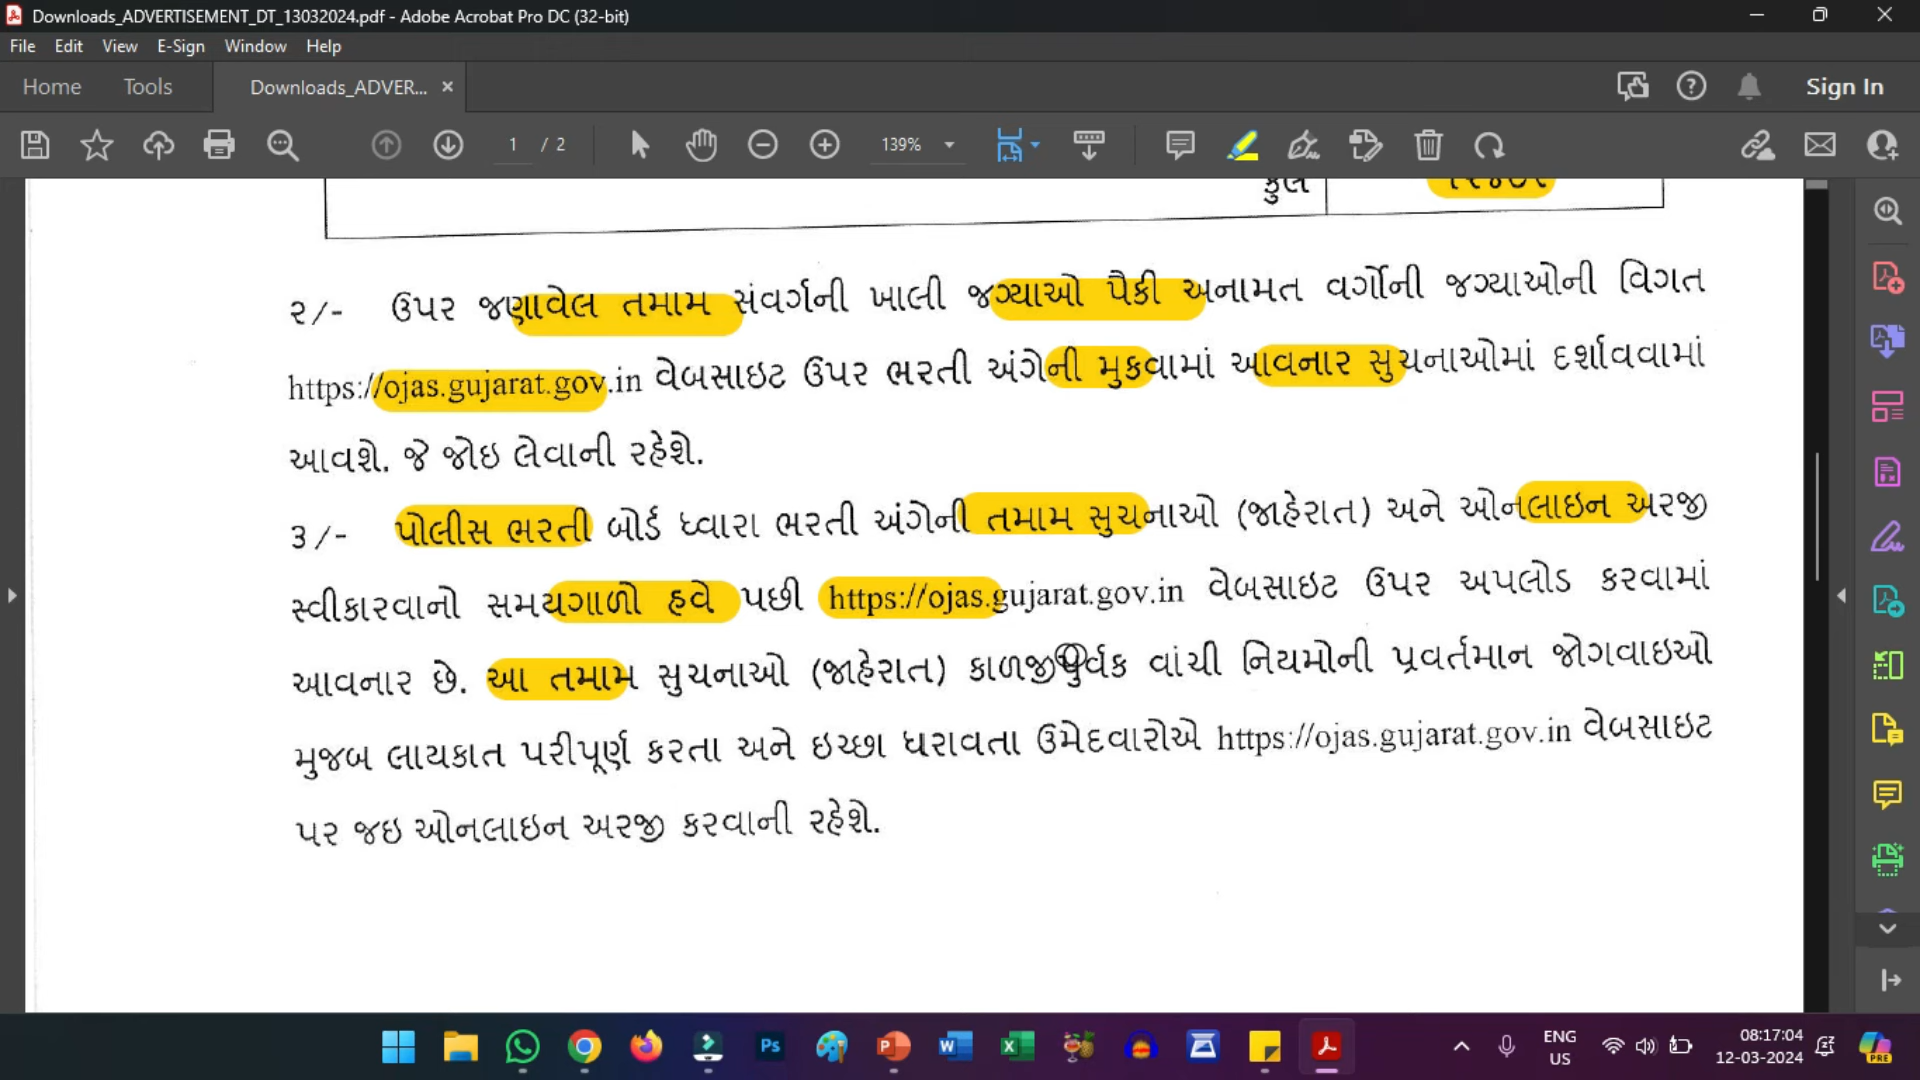 Downloads_ADVERTISEMENT_DT_13032024.pdf - Adobe Acrobat Pro DC (32-bit)
File Edit View E-Sign Window Help
Home Tools Downloads_ADVER... × Sign In
1 / 2 139%
કુલ
૨/- ઉપર જણાવેલ તમામ સંવર્ગની ખાલી જગ્યાઓ પૈકી અનામત વર્ગોની જગ્યાઓની વિગત
https://ojas.gujarat.gov.in વેબસાઇટ ઉપર ભરતી અંગેની મુકવામાં આવનાર સુચનાઓમાં દર્શાવવામાં
આવશે. જે જોઇ લેવાની રહેશે.
૩/- પોલીસ ભરતી બોર્ડ ધ્વારા ભરતી અંગેની તમામ સુચનાઓ (જાહેરાત) અને ઓનલાઇન અરજી
સ્વીકારવાનો સમયગાળો હવે પછી https://ojas.gujarat.gov.in વેબસાઇટ ઉપર અપલોડ કરવામાં
આવનાર છે. આ તમામ સુચનાઓ (જાહેરાત) કાળજીપુર્વક વાંચી નિયમોની પ્રવર્તમાન જોગવાઇઓ
મુજબ લાયકાત પરીપૂર્ણ કરતા અને ઇચ્છા ધરાવતા ઉમેદવારોએ https://ojas.gujarat.gov.in વેબસાઇટ
પર જઇ ઓનલાઇન અરજી કરવાની રહેશે.
ENG
US
08:17:04
12-03-2024